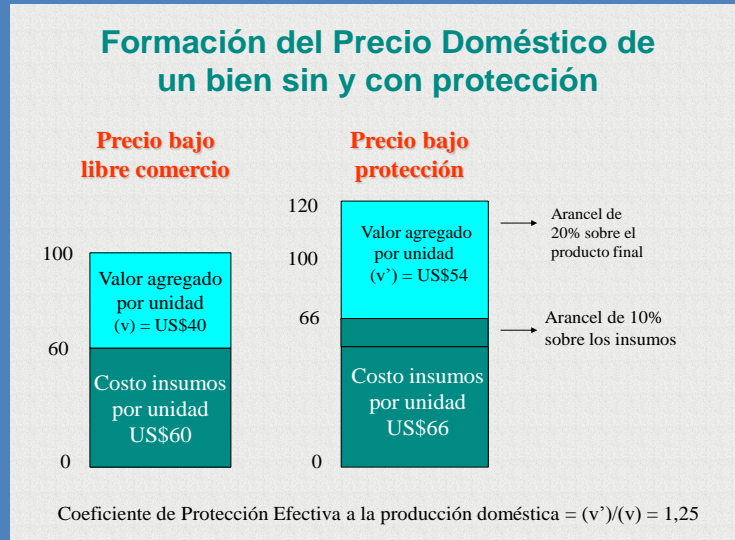 Formación del Precio Doméstico de
un bien sin y con protección
Precio bajo
libre comercio
100
Valor agregado
por unidad
(v) = US$40
60
Costo insumos
por unidad
US$60
0
Precio bajo
protección
120
Valor agregado
por unidad
(v’) = US$54
100
66
Costo insumos
por unidad
US$66
0
Arancel de
20% sobre el
producto final
Arancel de 10%
sobre los insumos
Coeficiente de Protección Efectiva a la producción doméstica = (v’)/(v) = 1,25